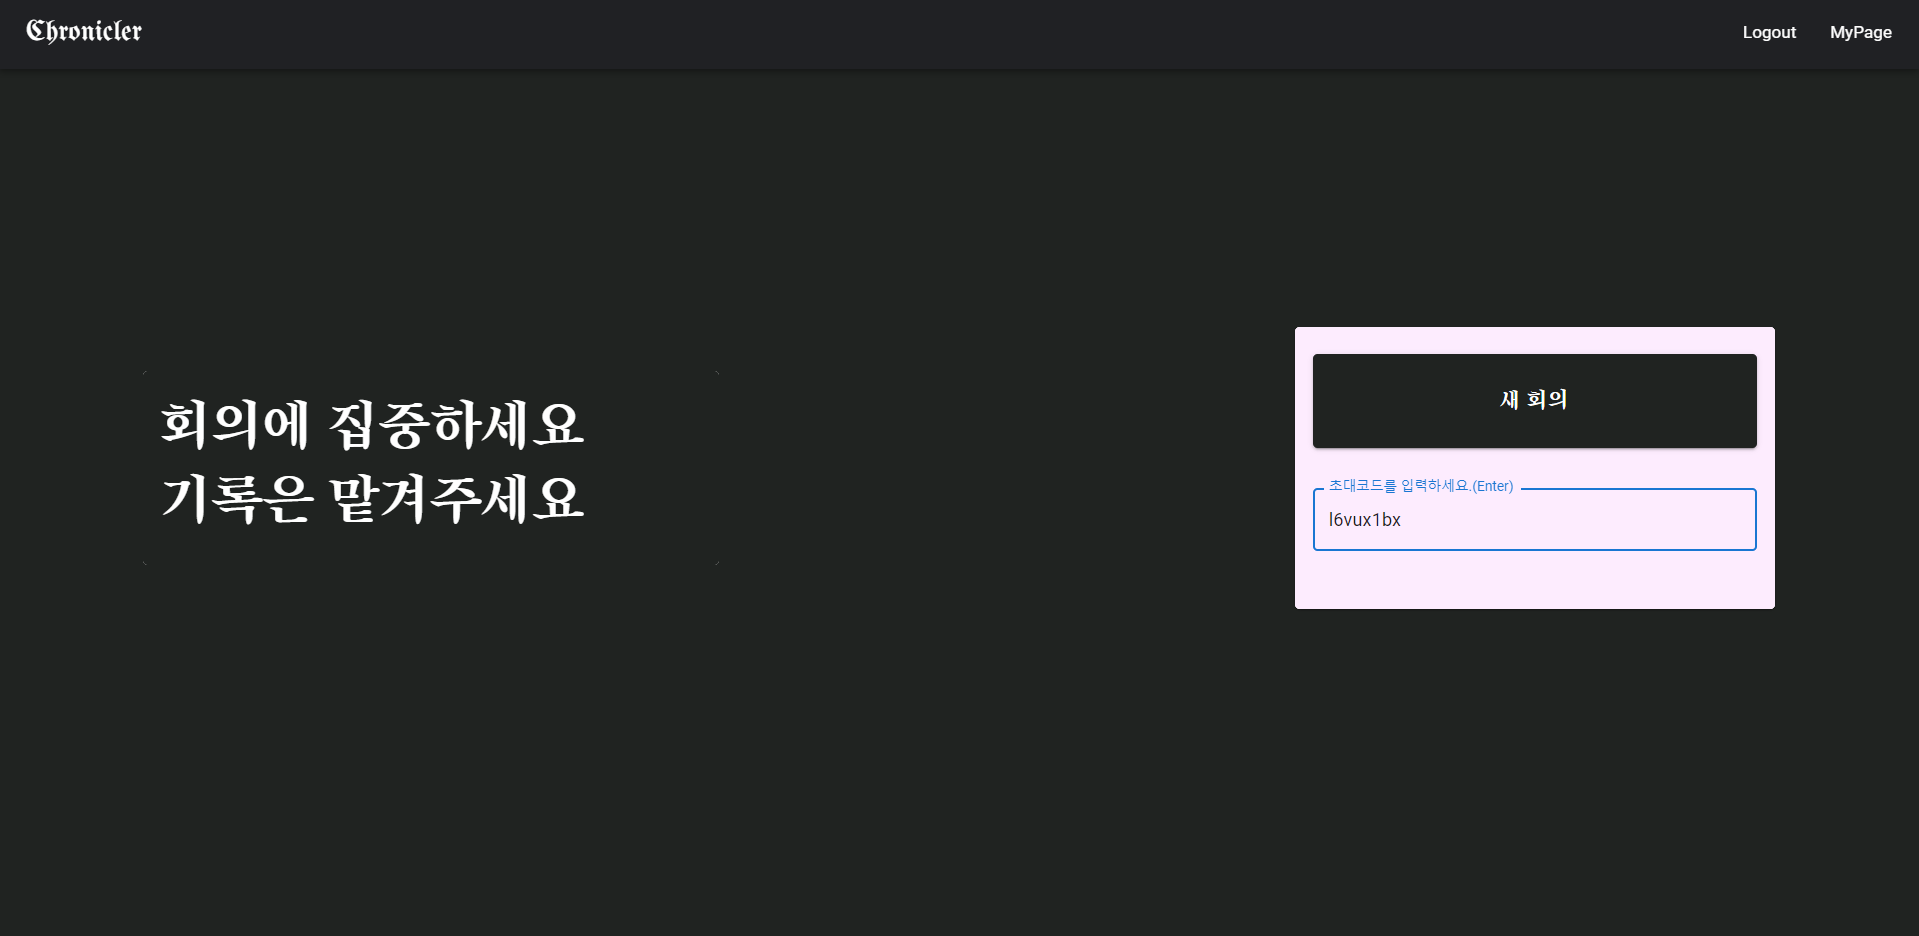 Chronicler
Logout MyPage
회의에 집중하세요
기록은 맡겨주세요
새 회의
초대코드를 입력하세요.(Enter)
l6vux1bx